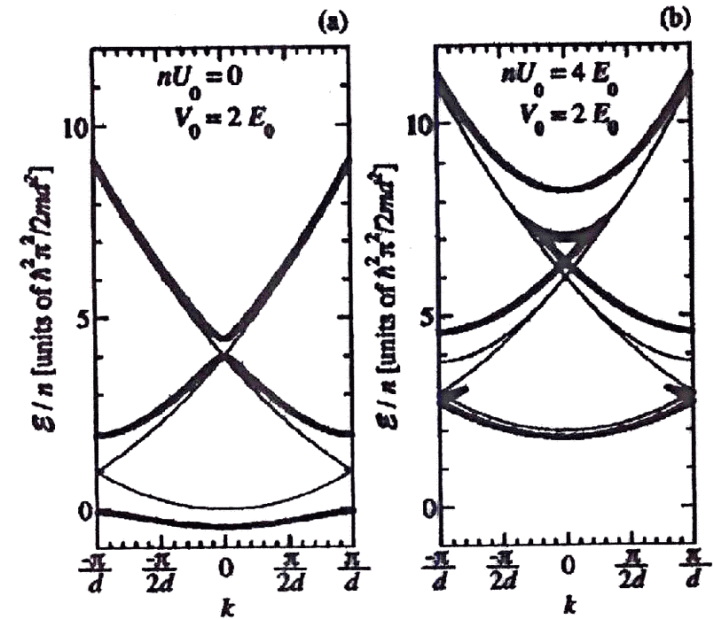 (a)
nU₀ = 0
V₀ = 2 E₀
10
5
0
ℰ / n [units of ħ²π²/2md²]
-π/d
-π/2d
0
π/2d
π/d
k
(b)
nU₀ = 4 E₀
V₀ = 2 E₀
10
5
0
ℰ / n [units of ħ²π²/2md²]
-π/d
-π/2d
0
π/2d
π/d
k